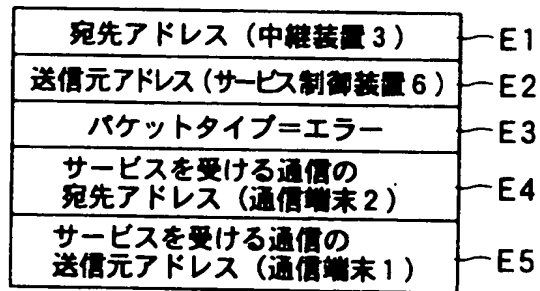 宛先アドレス(中継装置3) E1
送信元アドレス(サービス制御装置6) E2
パケットタイプ=エラー E3
サービスを受ける通信の
宛先アドレス(通信端末2) E4
サービスを受ける通信の
送信元アドレス(通信端末1) E5